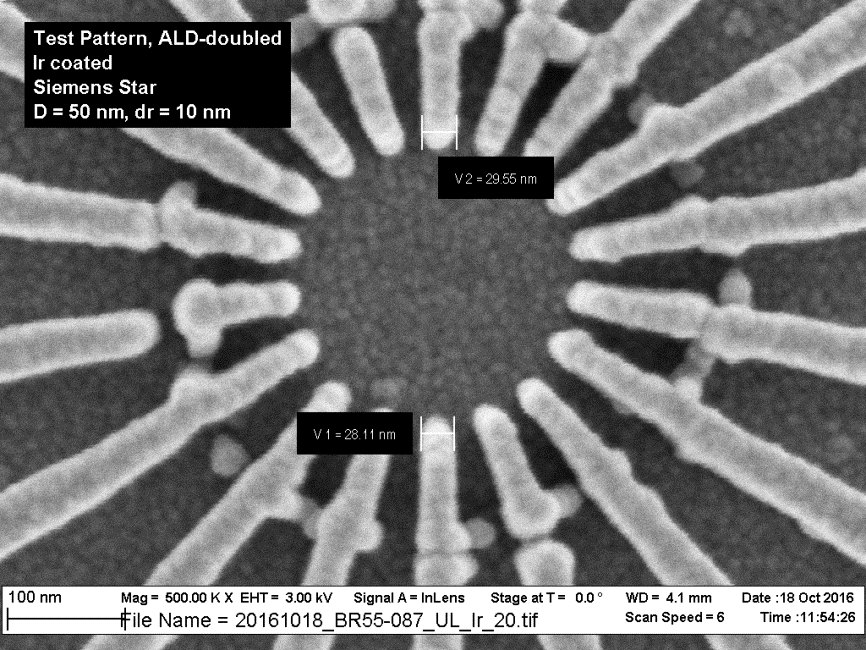 Test Pattern, ALD-doubled
Ir coated
Siemens Star
D = 50 nm, dr = 10 nm
V 2 = 29.55 nm
V 1 = 28.11 nm
100 nm Mag = 500.00 K X EHT = 3.00 kV Signal A = InLens Stage at T = 0.0 ° WD = 4.1 mm Date :18 Oct 2016
File Name = 20161018_BR55-087_UL_Ir_20.tif Scan Speed = 6 Time :11:54:26